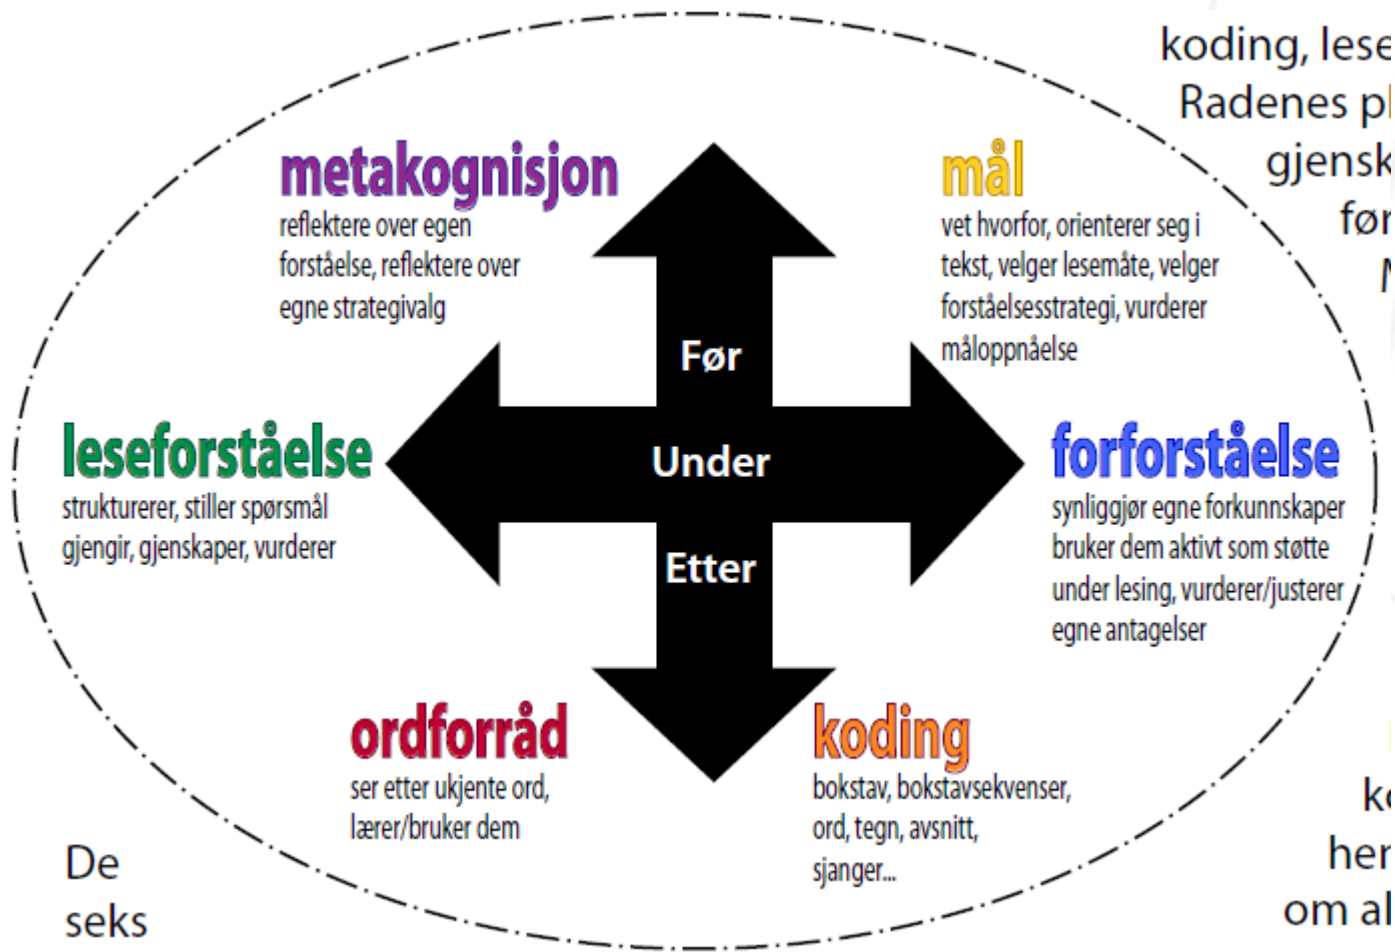 koding, lese
Radenes pl
gjensk
før
metakognisjon
reflektere over egen
forståelse, reflektere over
egne strategivalg
mål
vet hvorfor, orienterer seg i
tekst, velger lesemåte, velger
forståelsesstrategi, vurderer
måloppnåelse
Før
Under
Etter
leseforståelse
strukturerer, stiller spørsmål
gjengir, gjenskaper, vurderer
forforståelse
synliggjør egne forkunnskaper
bruker dem aktivt som støtte
under lesing, vurderer/justerer
egne antagelser
ordforråd
ser etter ukjente ord,
lærer/bruker dem
koding
bokstav, bokstavsekvenser,
ord, tegn, avsnitt,
sjanger...
De
seks
her
om al